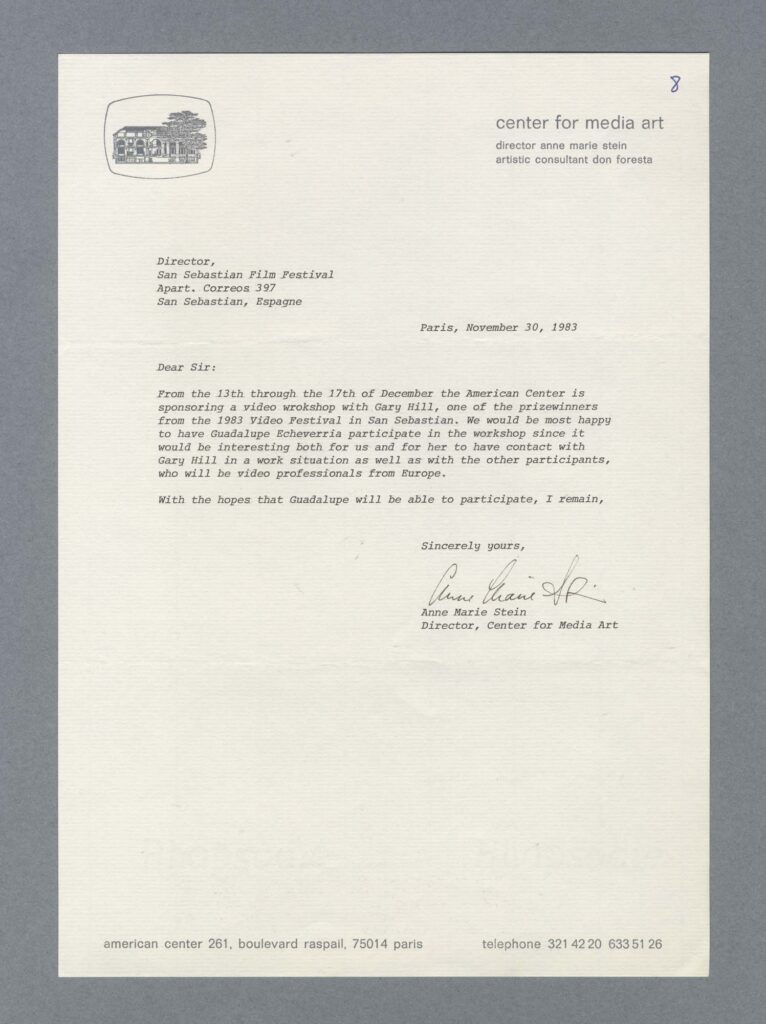 8
center for media art
director anne marie stein
artistic consultant don foresta
Director,
San Sebastian Film Festival
Apart. Correos 397
San Sebastian, Espagne
Paris, November 30, 1983
Dear Sir:
From the 13th through the 17th of December the American Center is
sponsoring a video wrokshop with Gary Hill, one of the prizewinners
from the 1983 Video Festival in San Sebastian. We would be most happy
to have Guadalupe Echeverria participate in the workshop since it
would be interesting both for us and for her to have contact with
Gary Hill in a work situation as well as with the other participants,
who will be video professionals from Europe.
With the hopes that Guadalupe will be able to participate, I remain,
Sincerely yours,
Anne Marie Stein
Anne Marie Stein
Director, Center for Media Art
american center 261, boulevard raspail, 75014 paris
telephone 321 42 20 633 51 26